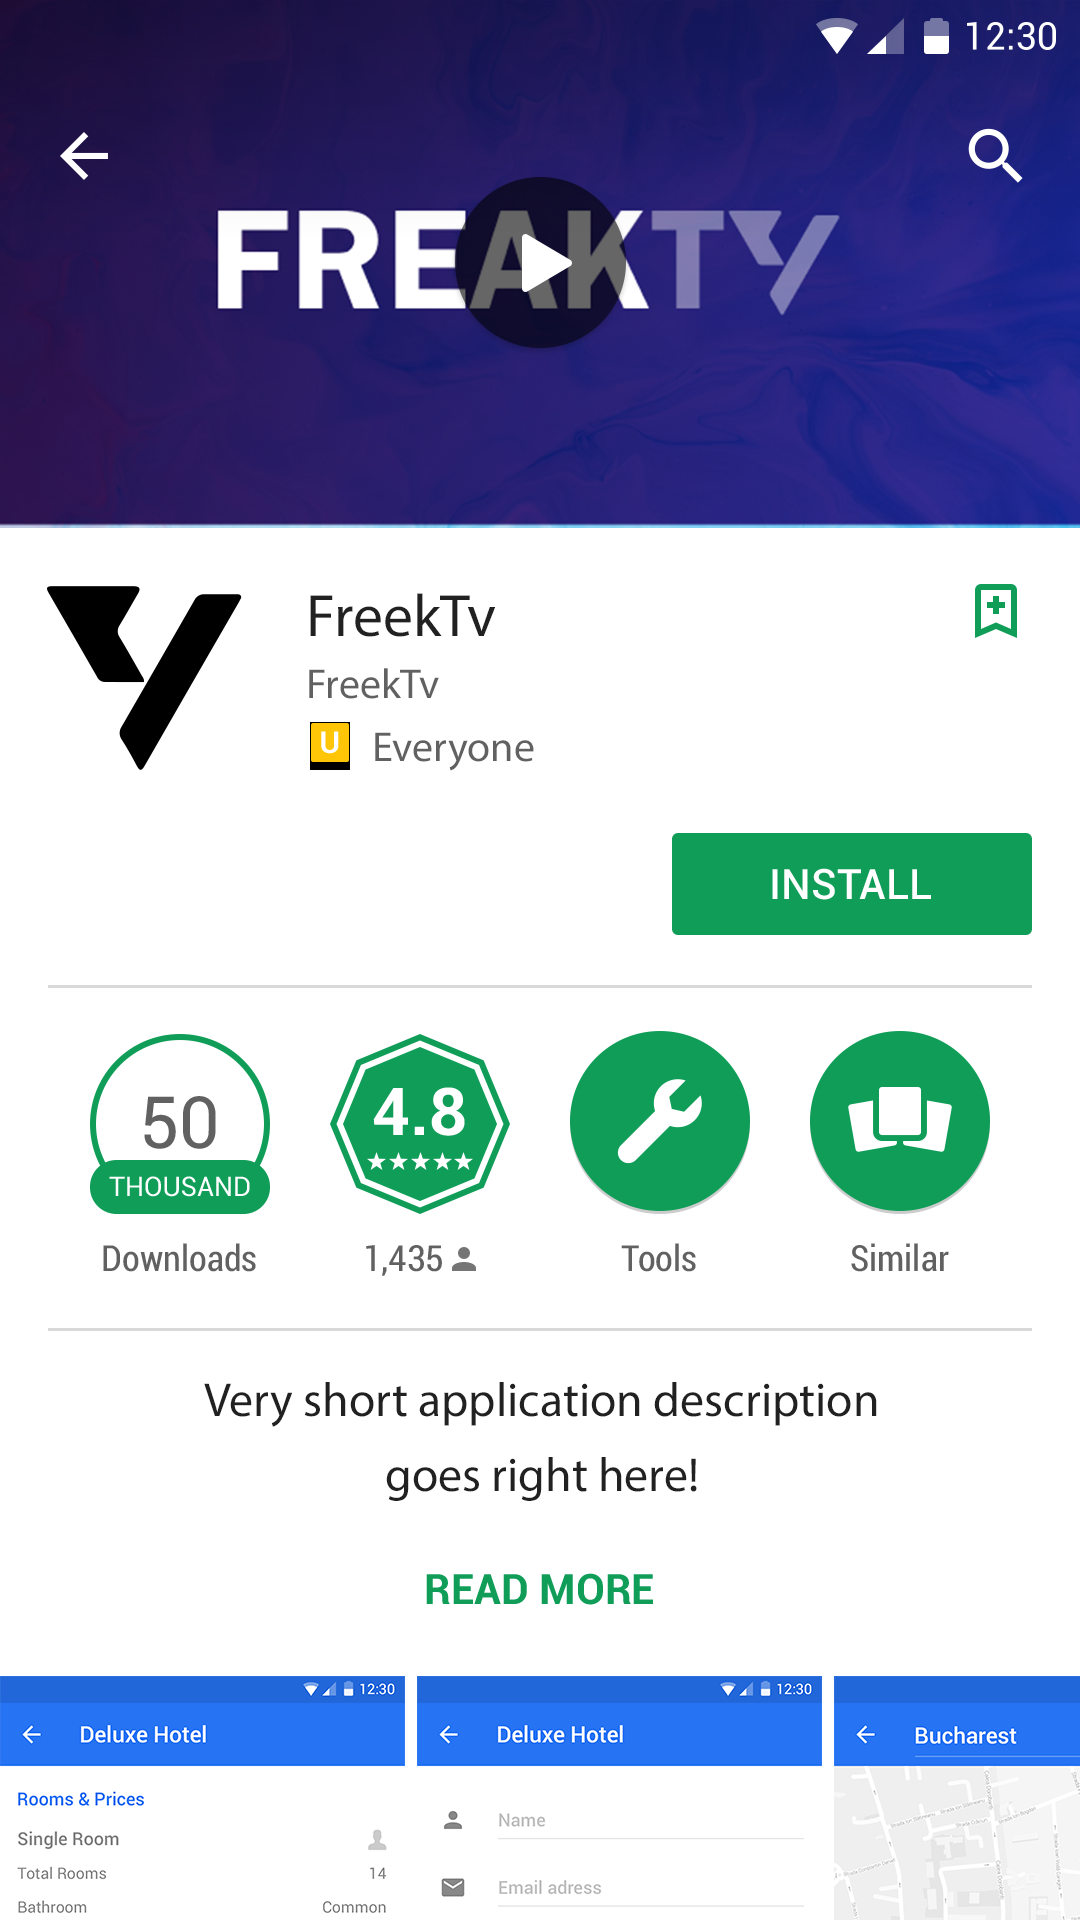 12:30
FREAKTV
FreekTv
FreekTv
U Everyone
INSTALL
50
THOUSAND
4.8
Downloads
1,435
Tools
Similar
Very short application description
goes right here!
READ MORE
12:30
Deluxe Hotel
Rooms & Prices
Single Room
Total Rooms 14
Bathroom Common
12:30
Deluxe Hotel
Name
Email adress
Bucharest